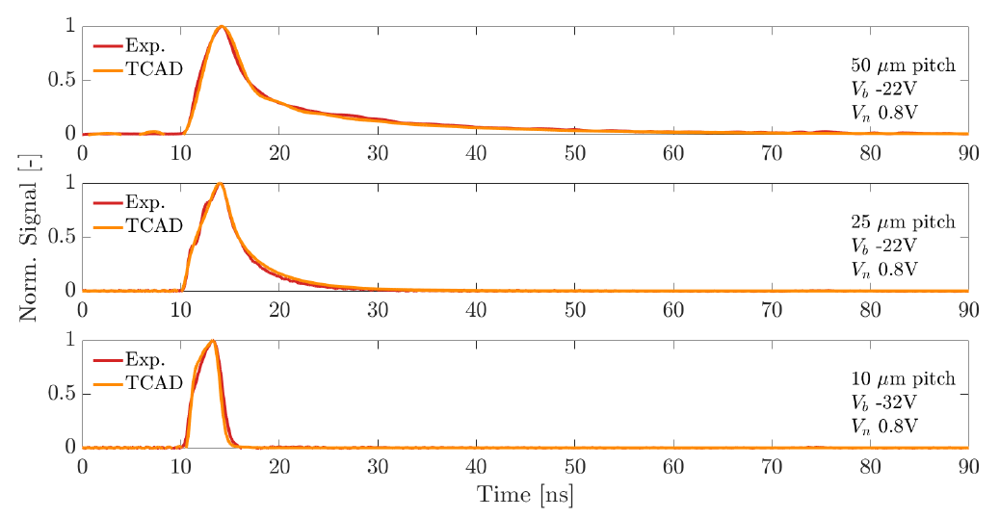 Norm. Signal [-]
1
0.5
0
Exp.
TCAD
50 μm pitch
V_b -22V
V_n 0.8V
0 10 20 30 40 50 60 70 80 90
1
0.5
0
Exp.
TCAD
25 μm pitch
V_b -22V
V_n 0.8V
0 10 20 30 40 50 60 70 80 90
1
0.5
0
Exp.
TCAD
10 μm pitch
V_b -32V
V_n 0.8V
0 10 20 30 40 50 60 70 80 90
Time [ns]